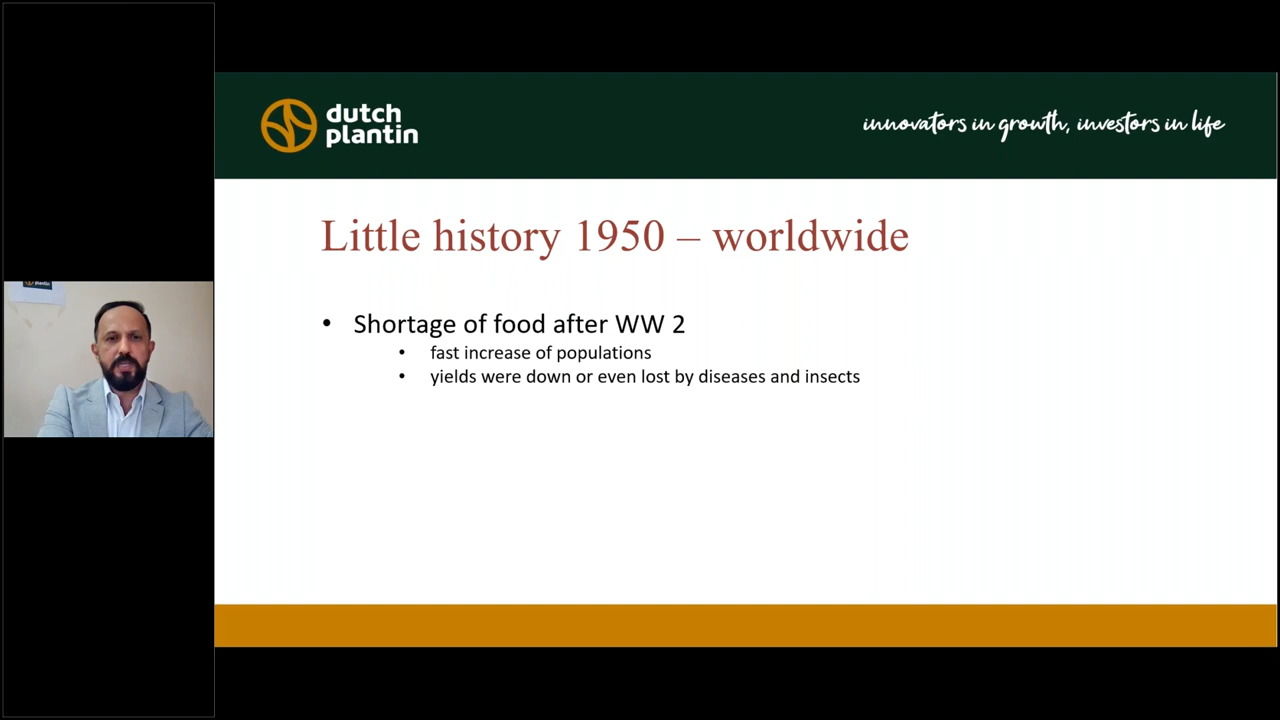 dutch
plantin
innovators in growth, investors in life
Little history 1950 – worldwide
• Shortage of food after WW 2
• fast increase of populations
• yields were down or even lost by diseases and insects
plantin